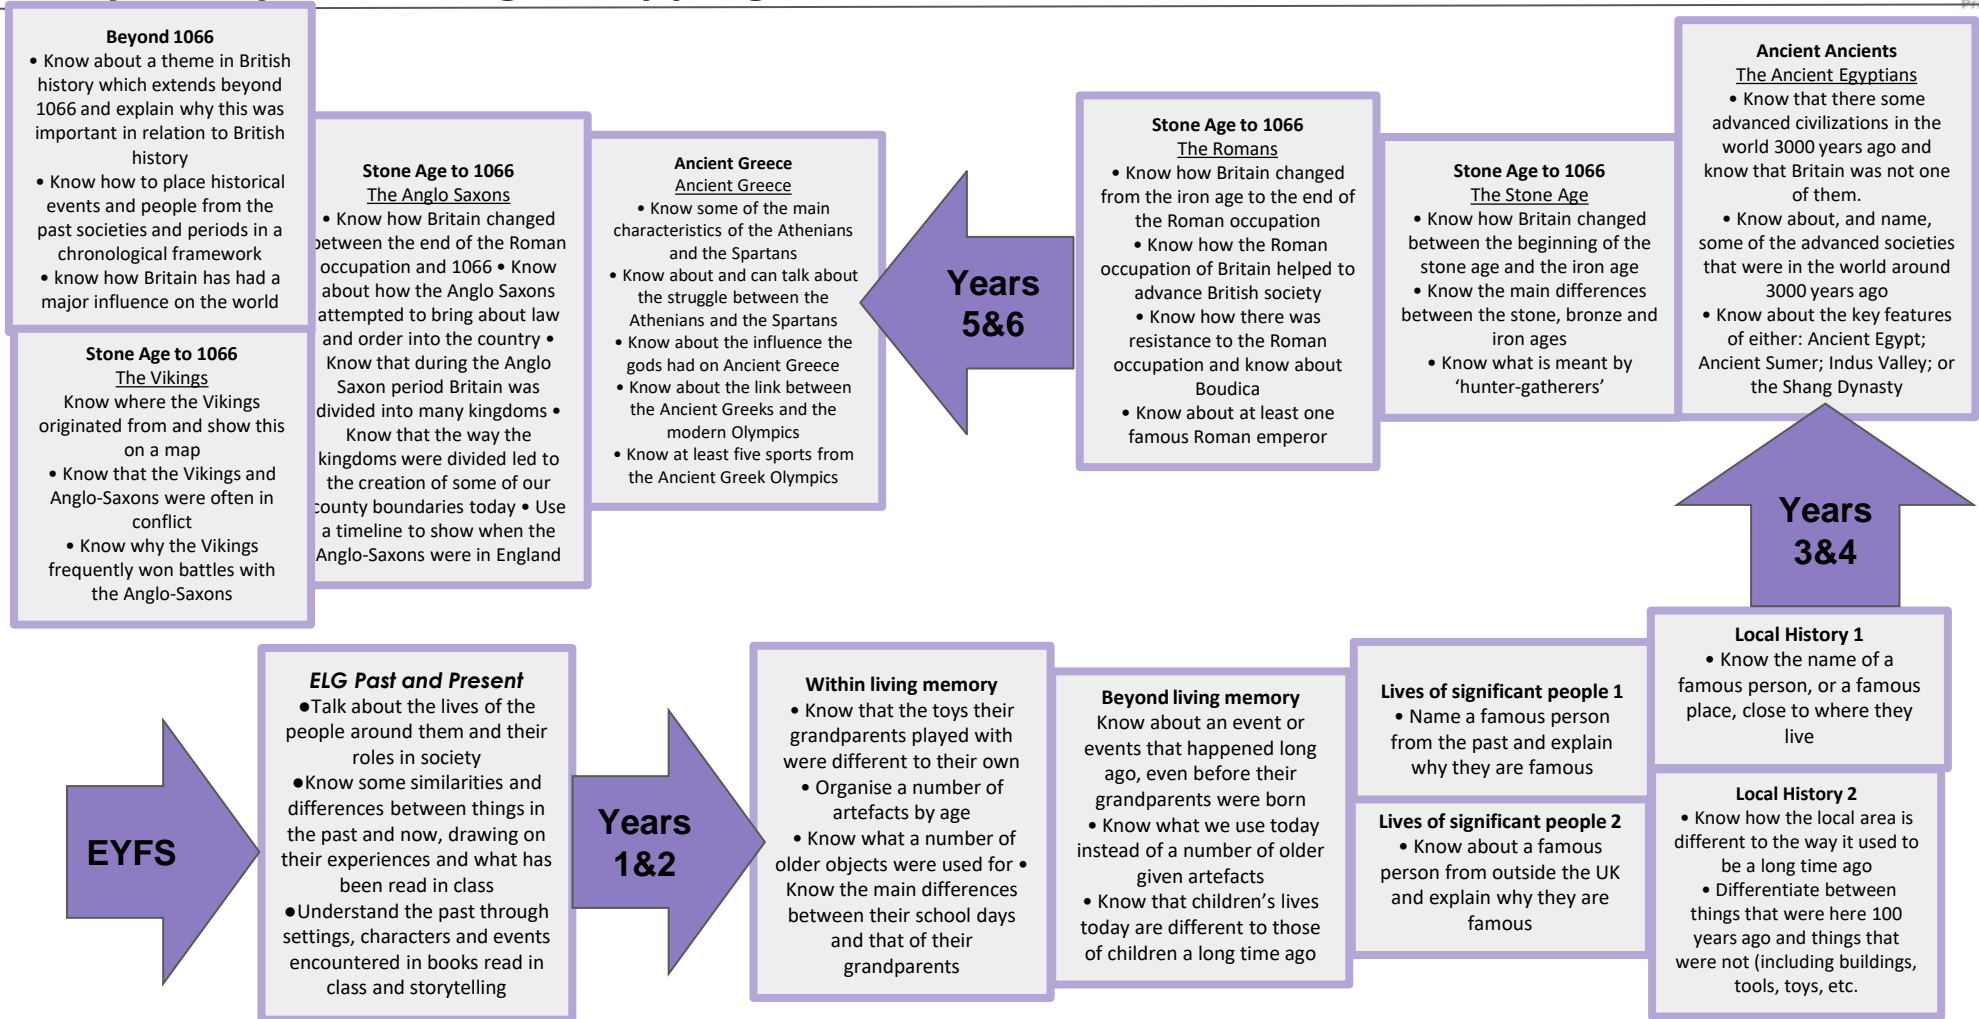 Beyond 1066
• Know about a theme in British
history which extends beyond
1066 and explain why this was
important in relation to British
history
• Know how to place historical
events and people from the
past societies and periods in a
chronological framework
• know how Britain has had a
major influence on the world
Stone Age to 1066
The Vikings
Know where the Vikings
originated from and show this
on a map
• Know that the Vikings and
Anglo-Saxons were often in
conflict
• Know why the Vikings
frequently won battles with
the Anglo-Saxons
Stone Age to 1066
The Anglo Saxons
• Know how Britain changed
between the end of the Roman
occupation and 1066 • Know
about how the Anglo Saxons
attempted to bring about law
and order into the country •
Know that during the Anglo
Saxon period Britain was
divided into many kingdoms •
Know that the way the
kingdoms were divided led to
the creation of some of our
county boundaries today • Use
a timeline to show when the
Anglo-Saxons were in England
Ancient Greece
Ancient Greece
• Know some of the main
characteristics of the Athenians
and the Spartans
• Know about and can talk about
the struggle between the
Athenians and the Spartans
• Know about the influence the
gods had on Ancient Greece
• Know about the link between
the Ancient Greeks and the
modern Olympics
• Know at least five sports from
the Ancient Greek Olympics
Years
5&6
Stone Age to 1066
The Romans
• Know how Britain changed
from the iron age to the end of
the Roman occupation
• Know how the Roman
occupation of Britain helped to
advance British society
• Know how there was
resistance to the Roman
occupation and know about
Boudica
• Know about at least one
famous Roman emperor
Stone Age to 1066
The Stone Age
• Know how Britain changed
between the beginning of the
stone age and the iron age
• Know the main differences
between the stone, bronze and
iron ages
• Know what is meant by
‘hunter-gatherers’
Ancient Ancients
The Ancient Egyptians
• Know that there some
advanced civilizations in the
world 3000 years ago and
know that Britain was not one
of them.
• Know about, and name,
some of the advanced societies
that were in the world around
3000 years ago
• Know about the key features
of either: Ancient Egypt;
Ancient Sumer; Indus Valley; or
the Shang Dynasty
Years
3&4
EYFS
ELG Past and Present
●Talk about the lives of the
people around them and their
roles in society
●Know some similarities and
differences between things in
the past and now, drawing on
their experiences and what has
been read in class
●Understand the past through
settings, characters and events
encountered in books read in
class and storytelling
Years
1&2
Within living memory
• Know that the toys their
grandparents played with
were different to their own
• Organise a number of
artefacts by age
• Know what a number of
older objects were used for •
Know the main differences
between their school days
and that of their
grandparents
Beyond living memory
Know about an event or
events that happened long
ago, even before their
grandparents were born
• Know what we use today
instead of a number of older
given artefacts
• Know that children’s lives
today are different to those
of children a long time ago
Lives of significant people 1
• Name a famous person
from the past and explain
why they are famous
Lives of significant people 2
• Know about a famous
person from outside the UK
and explain why they are
famous
Local History 1
• Know the name of a
famous person, or a famous
place, close to where they
live
Local History 2
• Know how the local area is
different to the way it used to
be a long time ago
• Differentiate between
things that were here 100
years ago and things that
were not (including buildings,
tools, toys, etc.